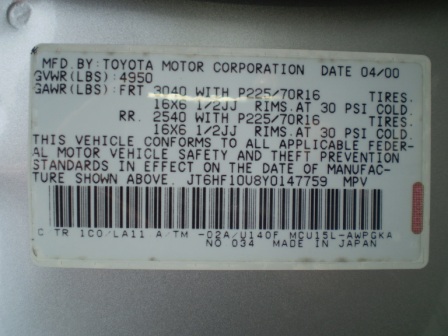 MFD.BY:TOYOTA MOTOR CORPORATION DATE 04/00
GVWR(LBS):4950
GAWR(LBS):FRT 3040 WITH P225/70R16 TIRES.
16X6 1/2JJ RIMS.AT 30 PSI COLD.
RR. 2540 WITH P225/70R16 TIRES.
16X6 1/2JJ RIMS.AT 30 PSI COLD.
THIS VEHICLE CONFORMS TO ALL APPLICABLE FEDER-
AL MOTOR VEHICLE SAFETY AND THEFT PREVENTION
STANDARDS IN EFFECT ON THE DATE OF MANUFAC-
TURE SHOWN ABOVE. JT6HF10U8Y0147759 MPV
C TR 1C0/LA11 A/TM -02A/U140F MCU15L-AWPGKA
NO 034 MADE IN JAPAN